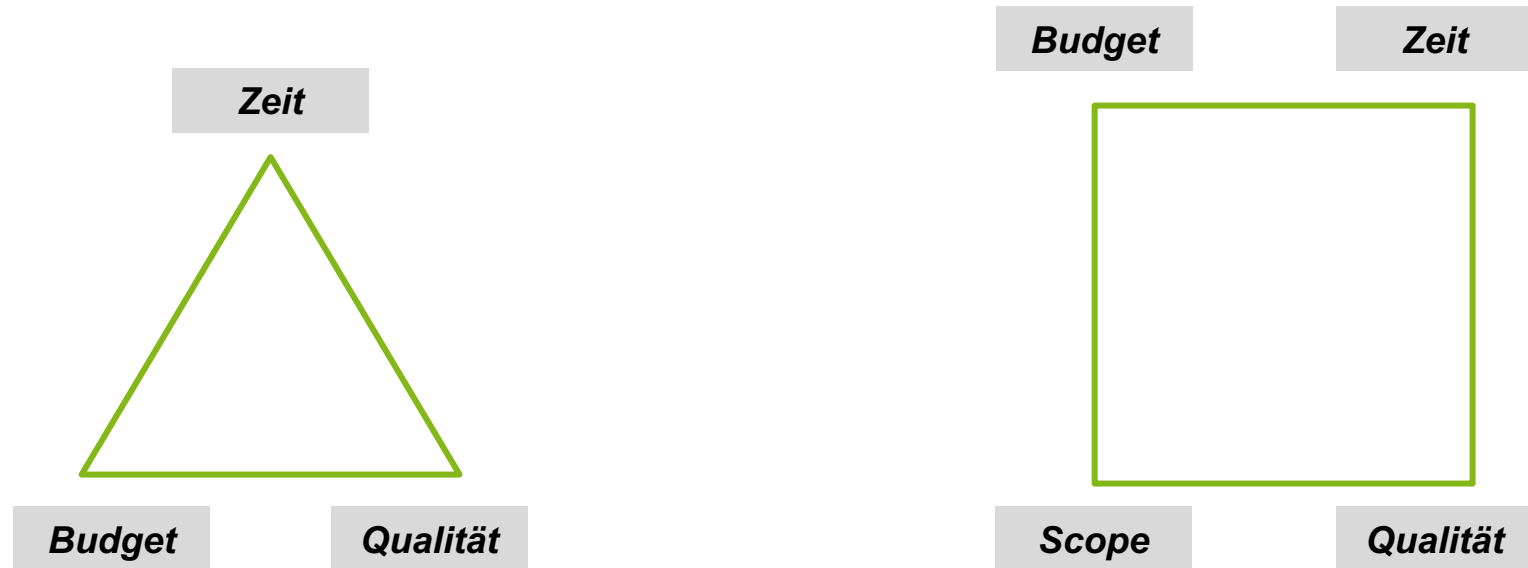 Zeit
Budget
Qualität
Budget
Zeit
Scope
Qualität